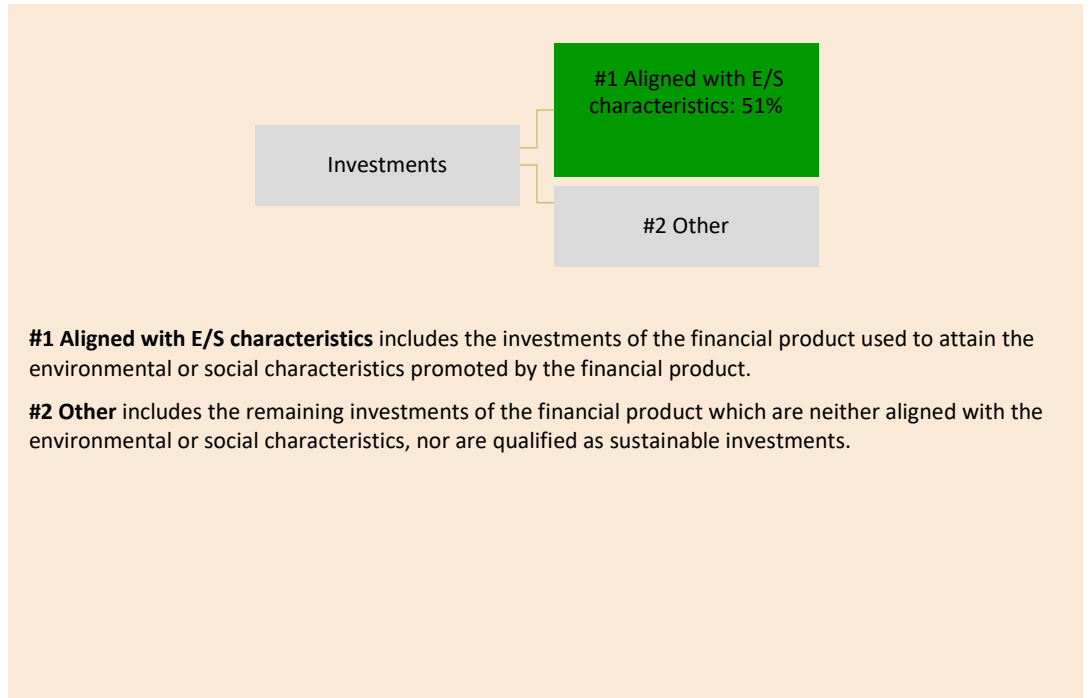 #1 Aligned with E/S
characteristics: 51%
Investments
#2 Other
#1 Aligned with E/S characteristics includes the investments of the financial product used to attain the
environmental or social characteristics promoted by the financial product.
#2 Other includes the remaining investments of the financial product which are neither aligned with the
environmental or social characteristics, nor are qualified as sustainable investments.